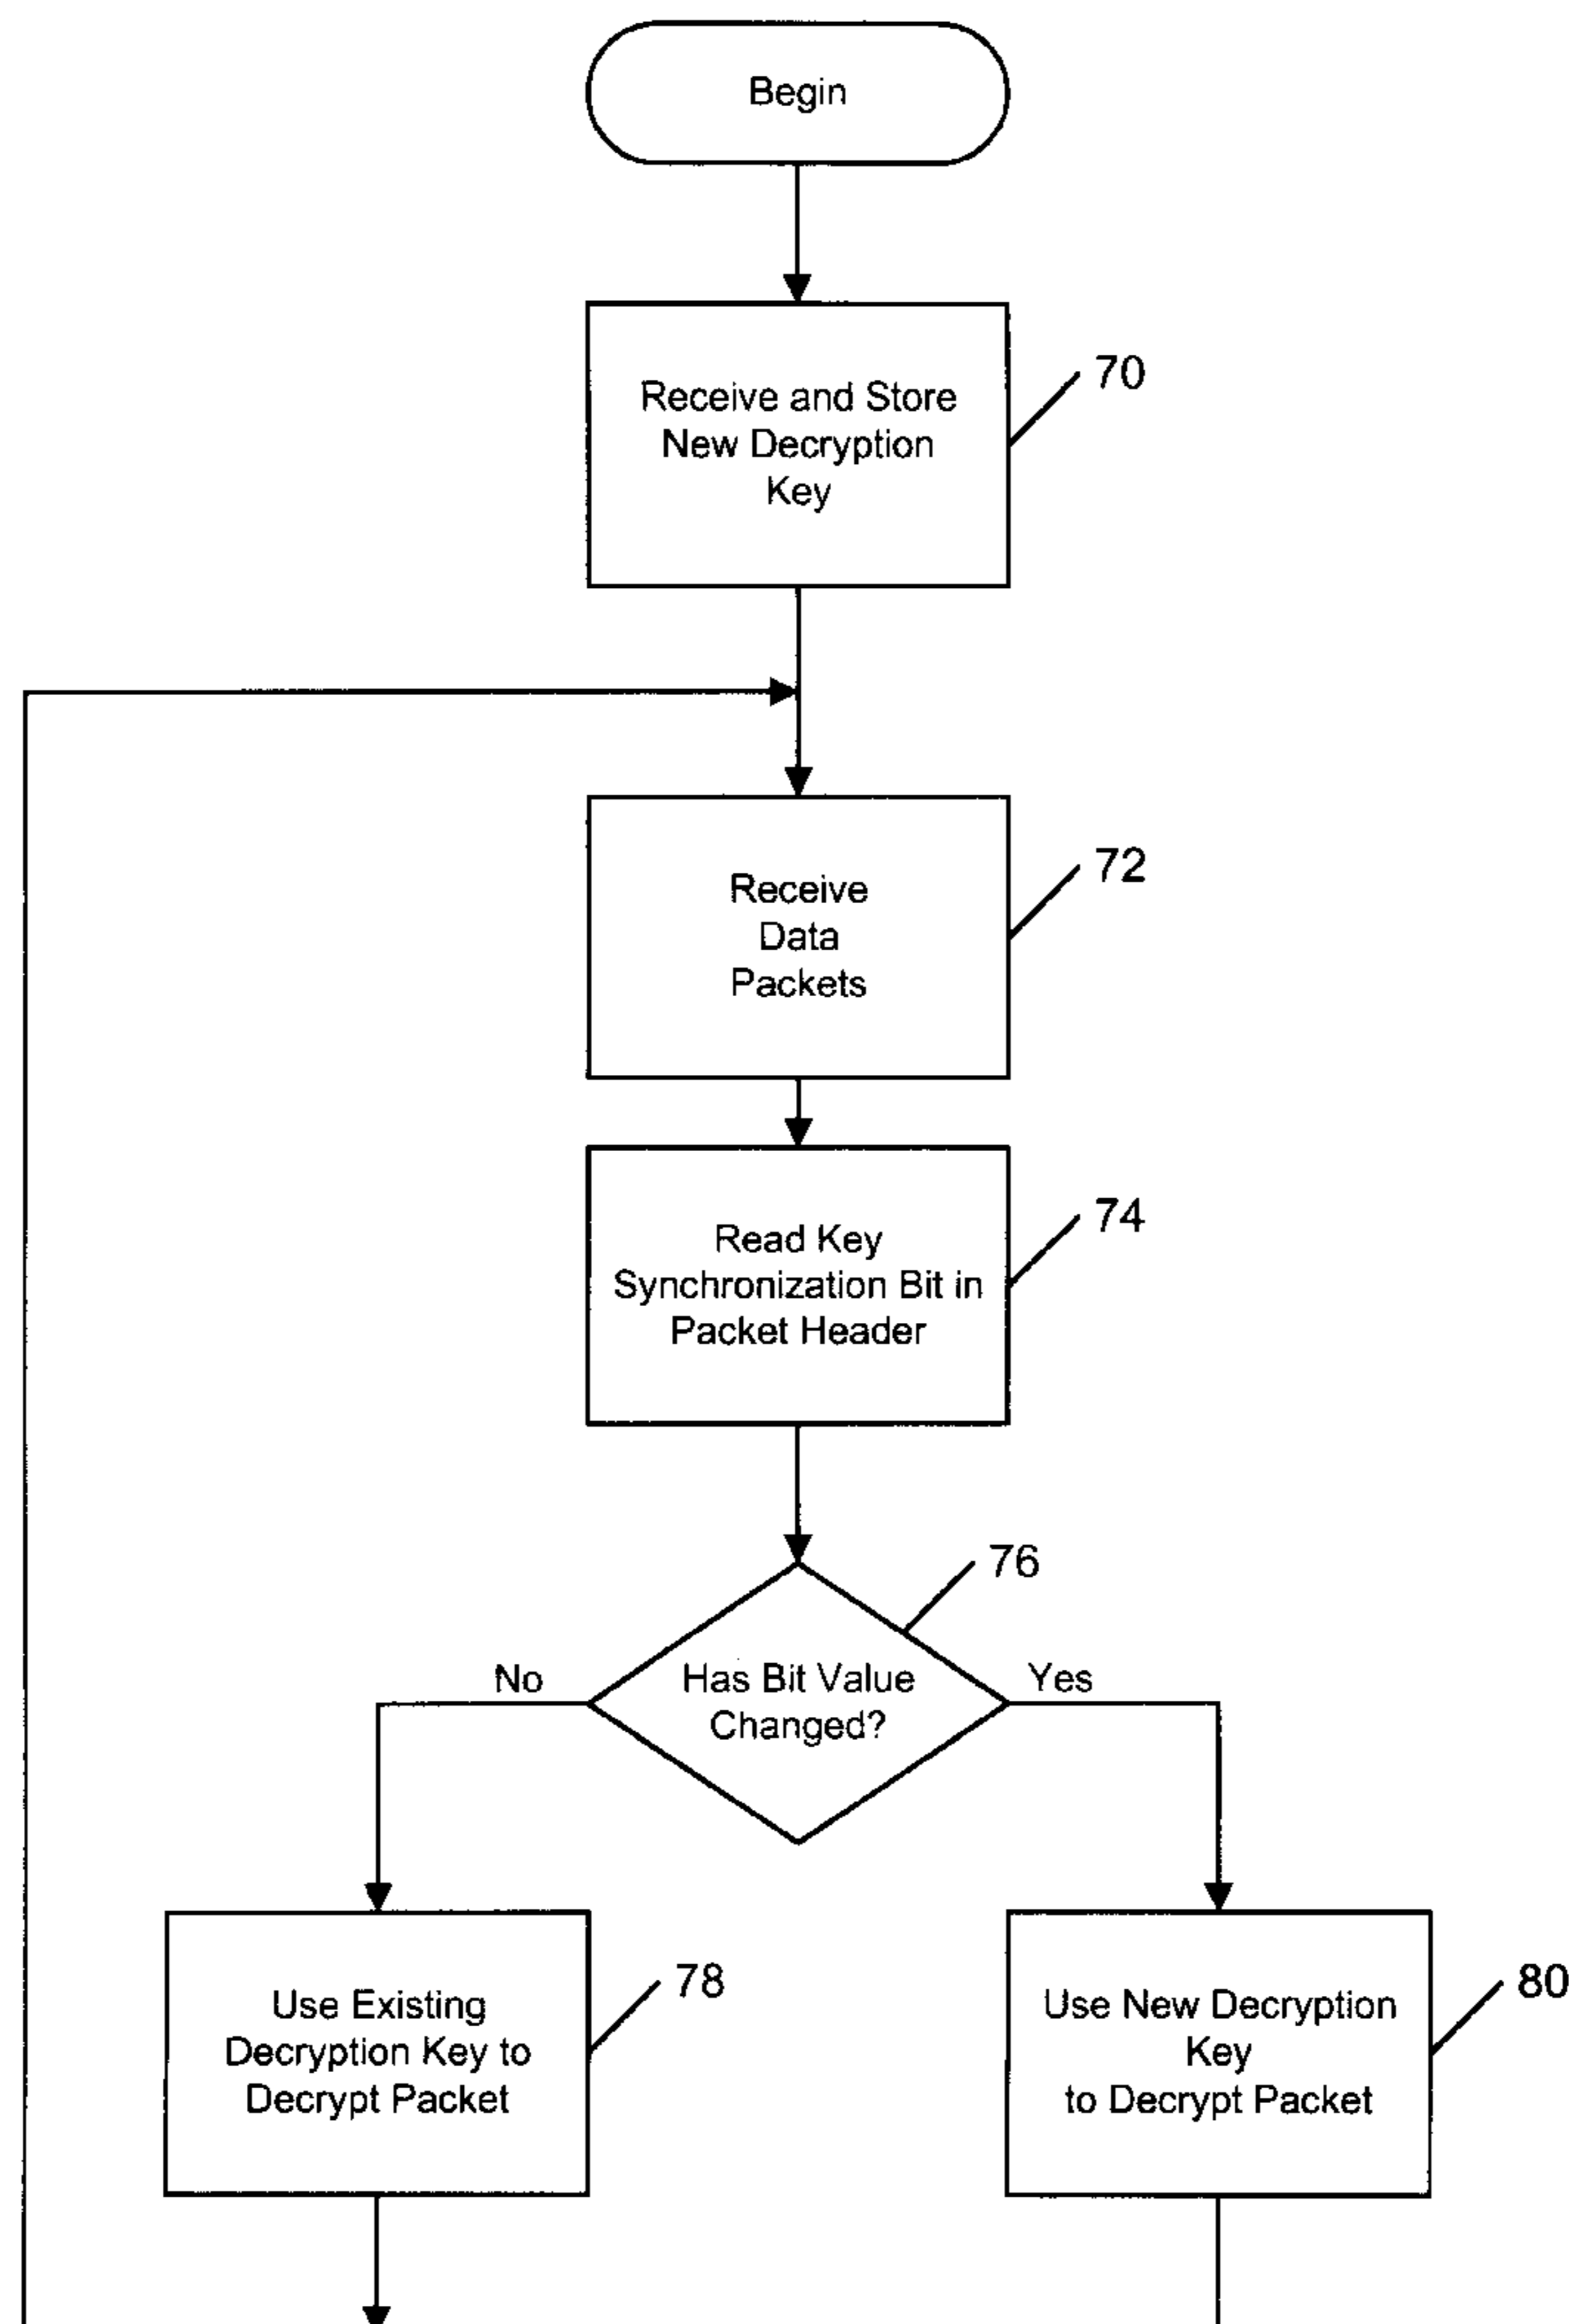 Begin
Receive and Store
New Decryption
Key
70
Receive
Data
Packets
72
Read Key
Synchronization Bit in
Packet Header
74
76
No
Has Bit Value
Changed?
Yes
Use Existing
Decryption Key to
Decrypt Packet
78
Use New Decryption
Key
to Decrypt Packet
80